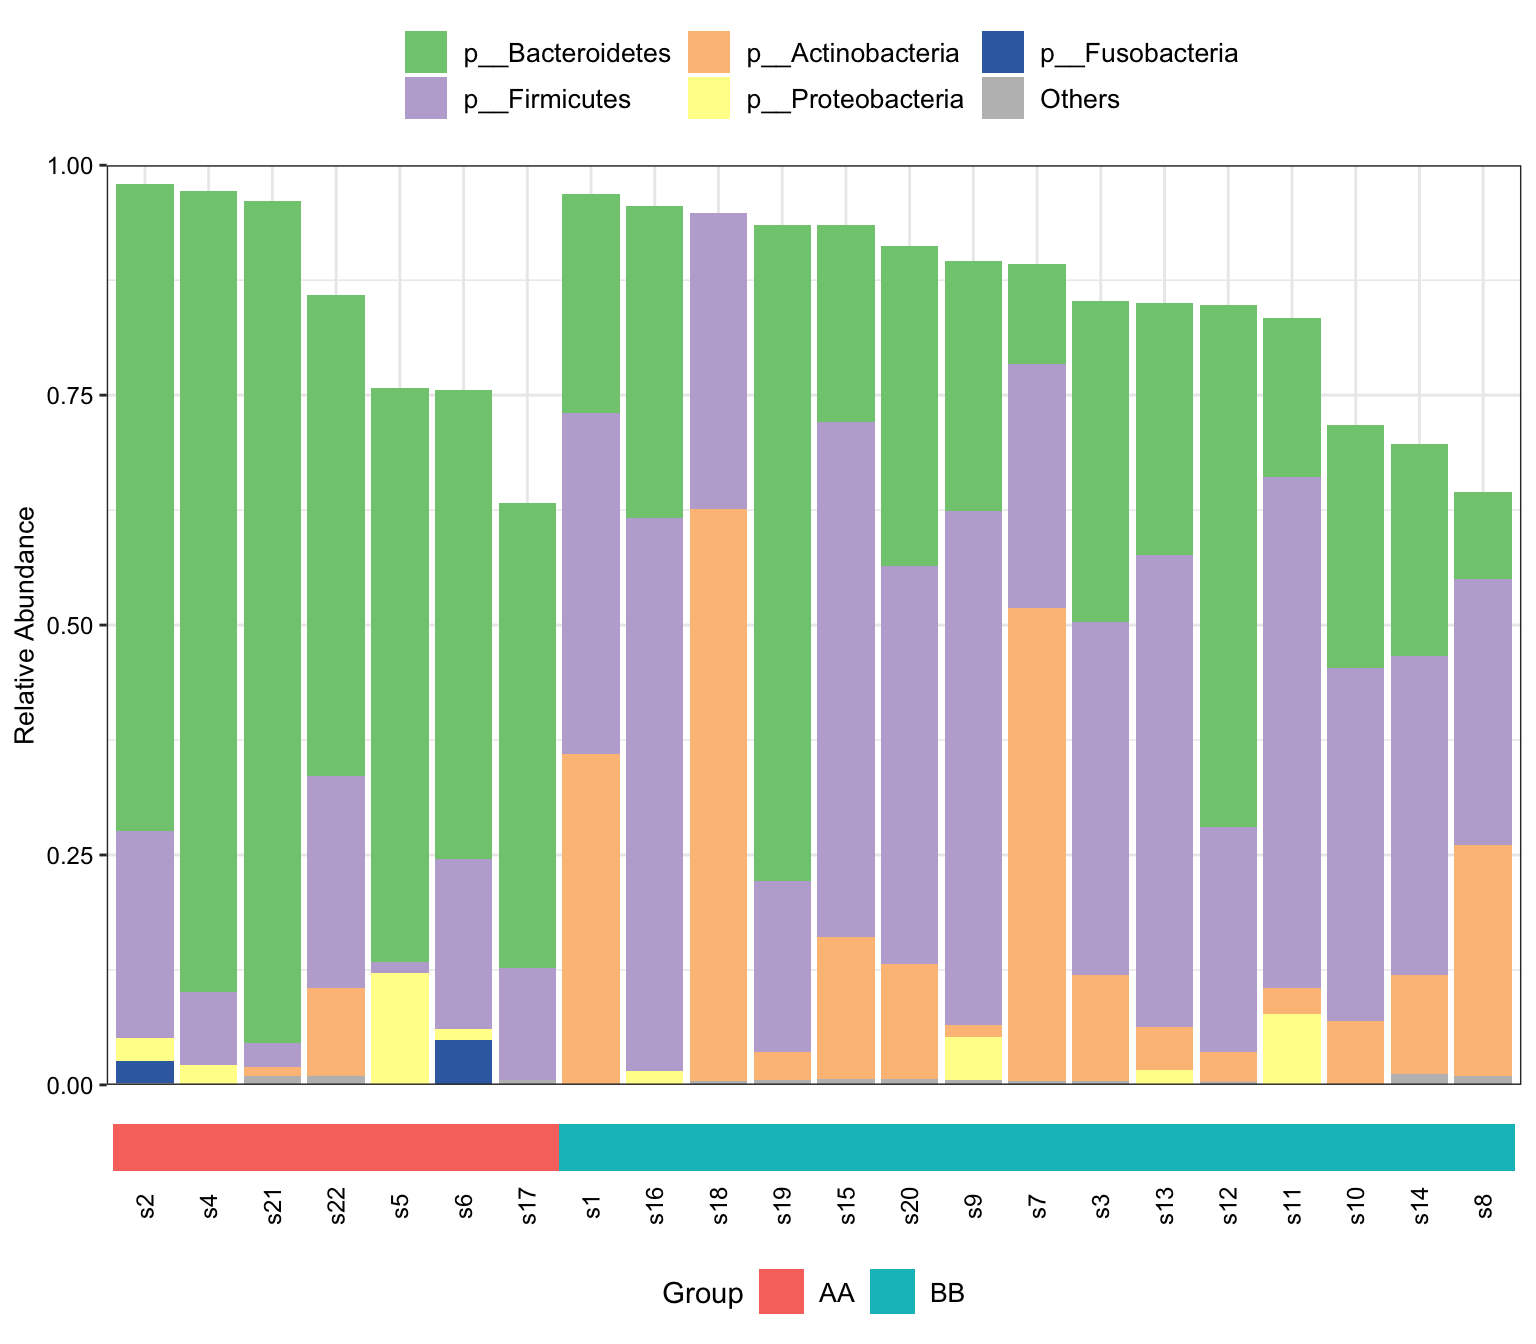 p__Bacteroidetes p__Actinobacteria p__Fusobacteria
p__Firmicutes p__Proteobacteria Others
1.00
0.75
0.50
0.25
0.00
Relative Abundance
s2 s4 s21 s22 s5 s6 s17 s1 s16 s18 s19 s15 s20 s9 s7 s3 s13 s12 s11 s10 s14 s8
Group AA BB